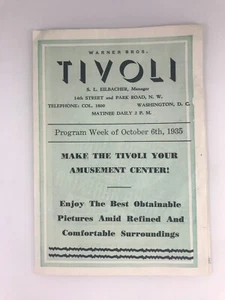 WARNER BROS.
TIVOLI
S. L. EILBACHER, Manager
14th STREET and PARK ROAD, N. W.
TELEPHONE: COL. 1800 WASHINGTON, D. C.
MATINEE DAILY 2 P. M.
Program Week of October 6th, 1935
MAKE THE TIVOLI YOUR
AMUSEMENT CENTER!
Enjoy The Best Obtainable
Pictures Amid Refined And
Comfortable Surroundings